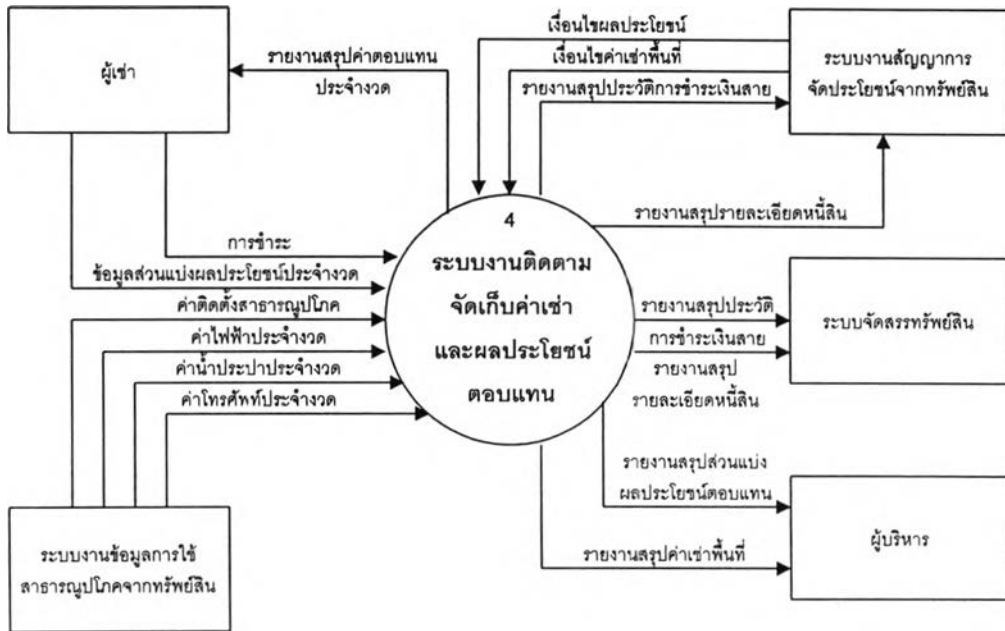 เงื่อนไขผลประโยชน์
เงื่อนไขค่าเช่าพื้นที่
รายงานสรุปประวัติการชำระเงินสาย
ผู้เช่า
รายงานสรุปค่าตอบแทน
ประจำงวด
ระบบงานสัญญาการ
จัดประโยชน์จากทรัพย์สิน
รายงานสรุปรายละเอียดหนี้สิน
การชำระ
ข้อมูลส่วนแบ่งผลประโยชน์ประจำงวด
ค่าติดตั้งสาธารณูปโภค
ค่าไฟฟ้าประจำงวด
ค่าน้ำประปาประจำงวด
ค่าโทรศัพท์ประจำงวด
4
ระบบงานติดตาม
จัดเก็บค่าเช่า
และผลประโยชน์
ตอบแทน
รายงานสรุปประวัติ
การชำระเงินสาย
รายงานสรุป
รายละเอียดหนี้สิน
ระบบจัดสรรทรัพย์สิน
รายงานสรุปส่วนแบ่ง
ผลประโยชน์ตอบแทน
รายงานสรุปค่าเช่าพื้นที่
ผู้บริหาร
ระบบงานข้อมูลการใช้
สาธารณูปโภคจากทรัพย์สิน